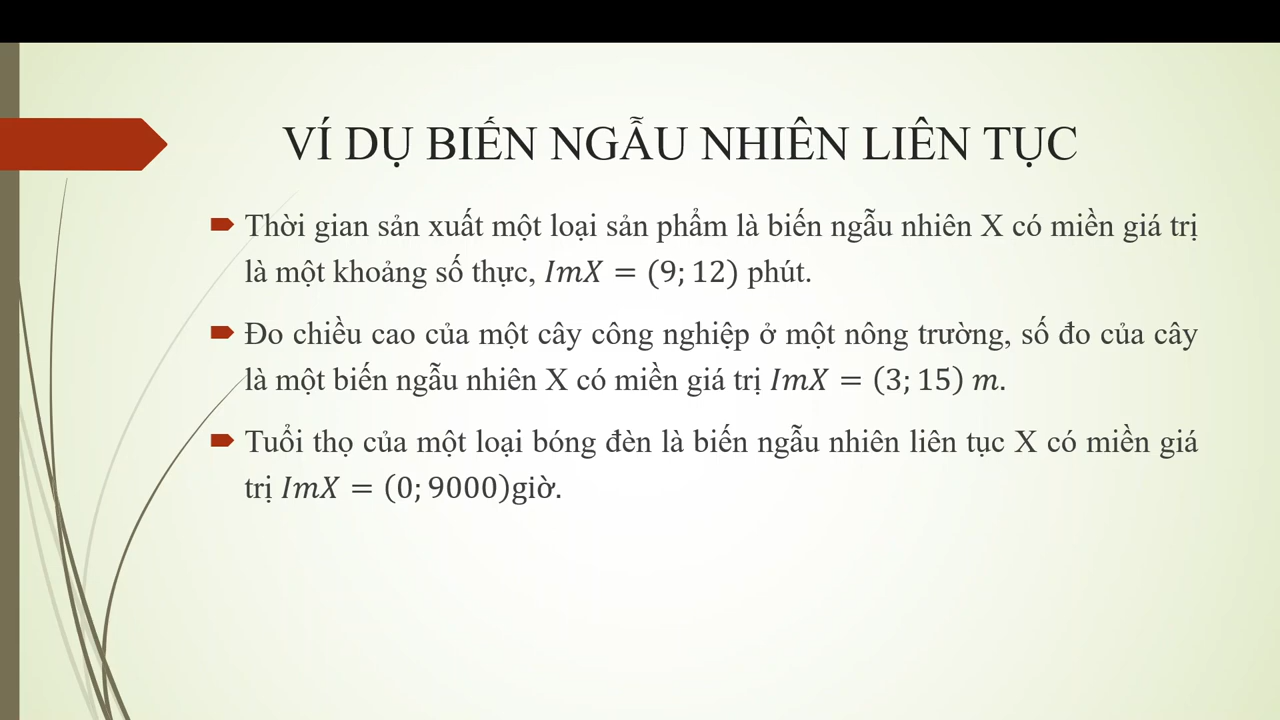 VÍ DỤ BIẾN NGẪU NHIÊN LIÊN TỤC
Thời gian sản xuất một loại sản phẩm là biến ngẫu nhiên X có miền giá trị
là một khoảng số thực, ImX = (9; 12) phút.
Đo chiều cao của một cây công nghiệp ở một nông trường, số đo của cây
là một biến ngẫu nhiên X có miền giá trị ImX = (3; 15) m.
Tuổi thọ của một loại bóng đèn là biến ngẫu nhiên liên tục X có miền giá
trị ImX = (0; 9000)giờ.